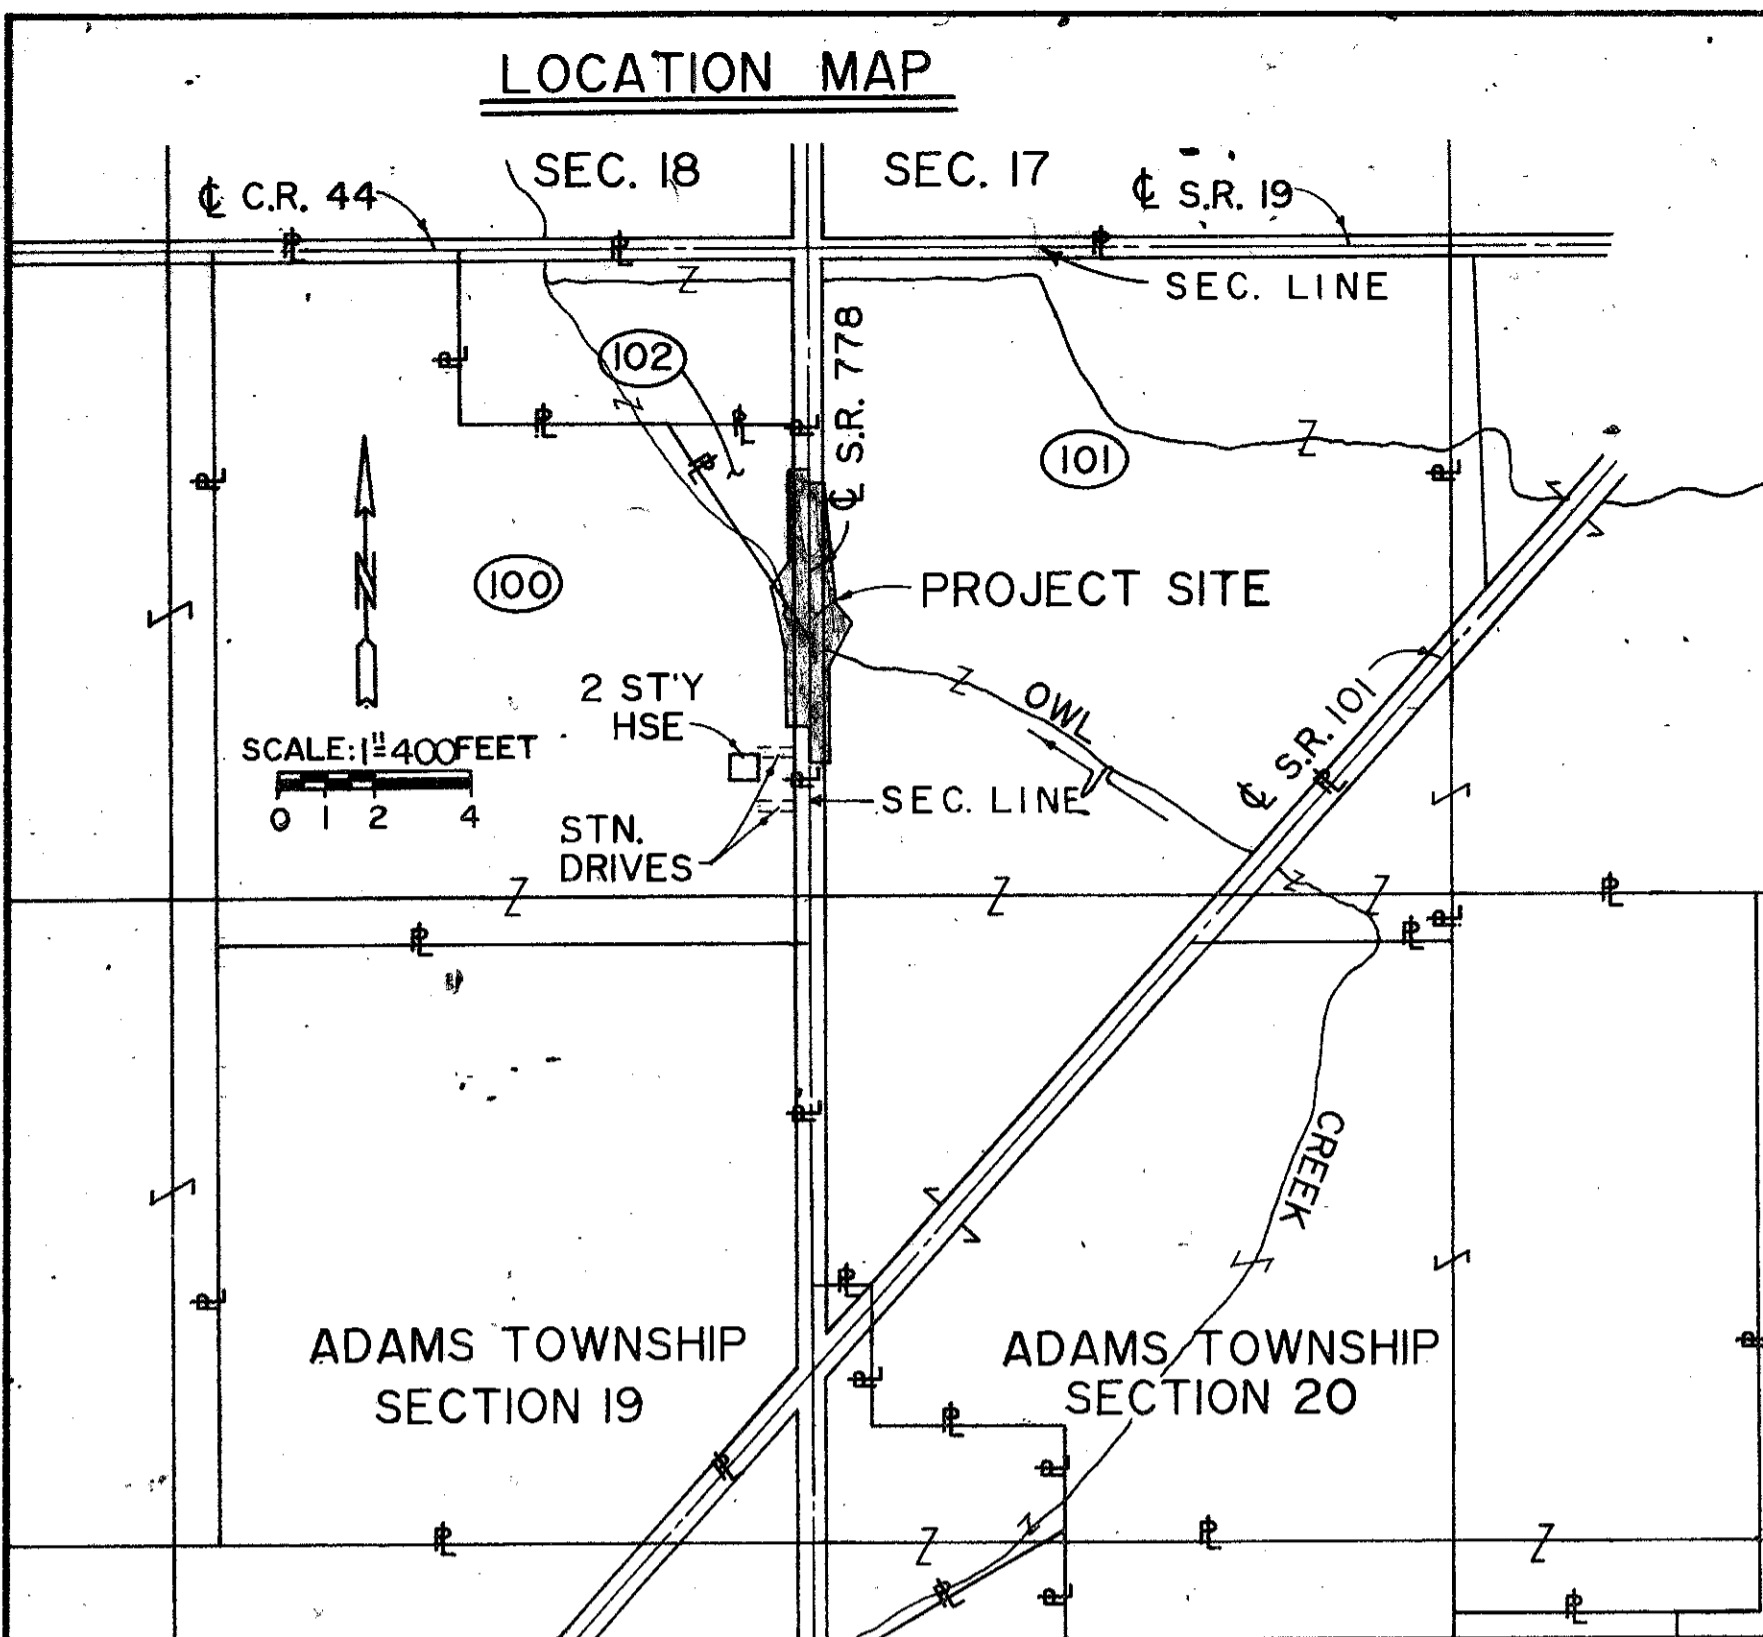 LOCATION MAP
SEC. 18
SEC. 17
℄ C.R. 44
℄ S.R. 19
SEC. LINE
℄ S.R. 778
102
101
100
N
PROJECT SITE
2 ST'Y
HSE
OWL
℄ S.R. 101
SCALE: 1"=400 FEET
0 1 2 4
SEC. LINE
STN.
DRIVES
CREEK
ADAMS TOWNSHIP
SECTION 19
ADAMS TOWNSHIP
SECTION 20